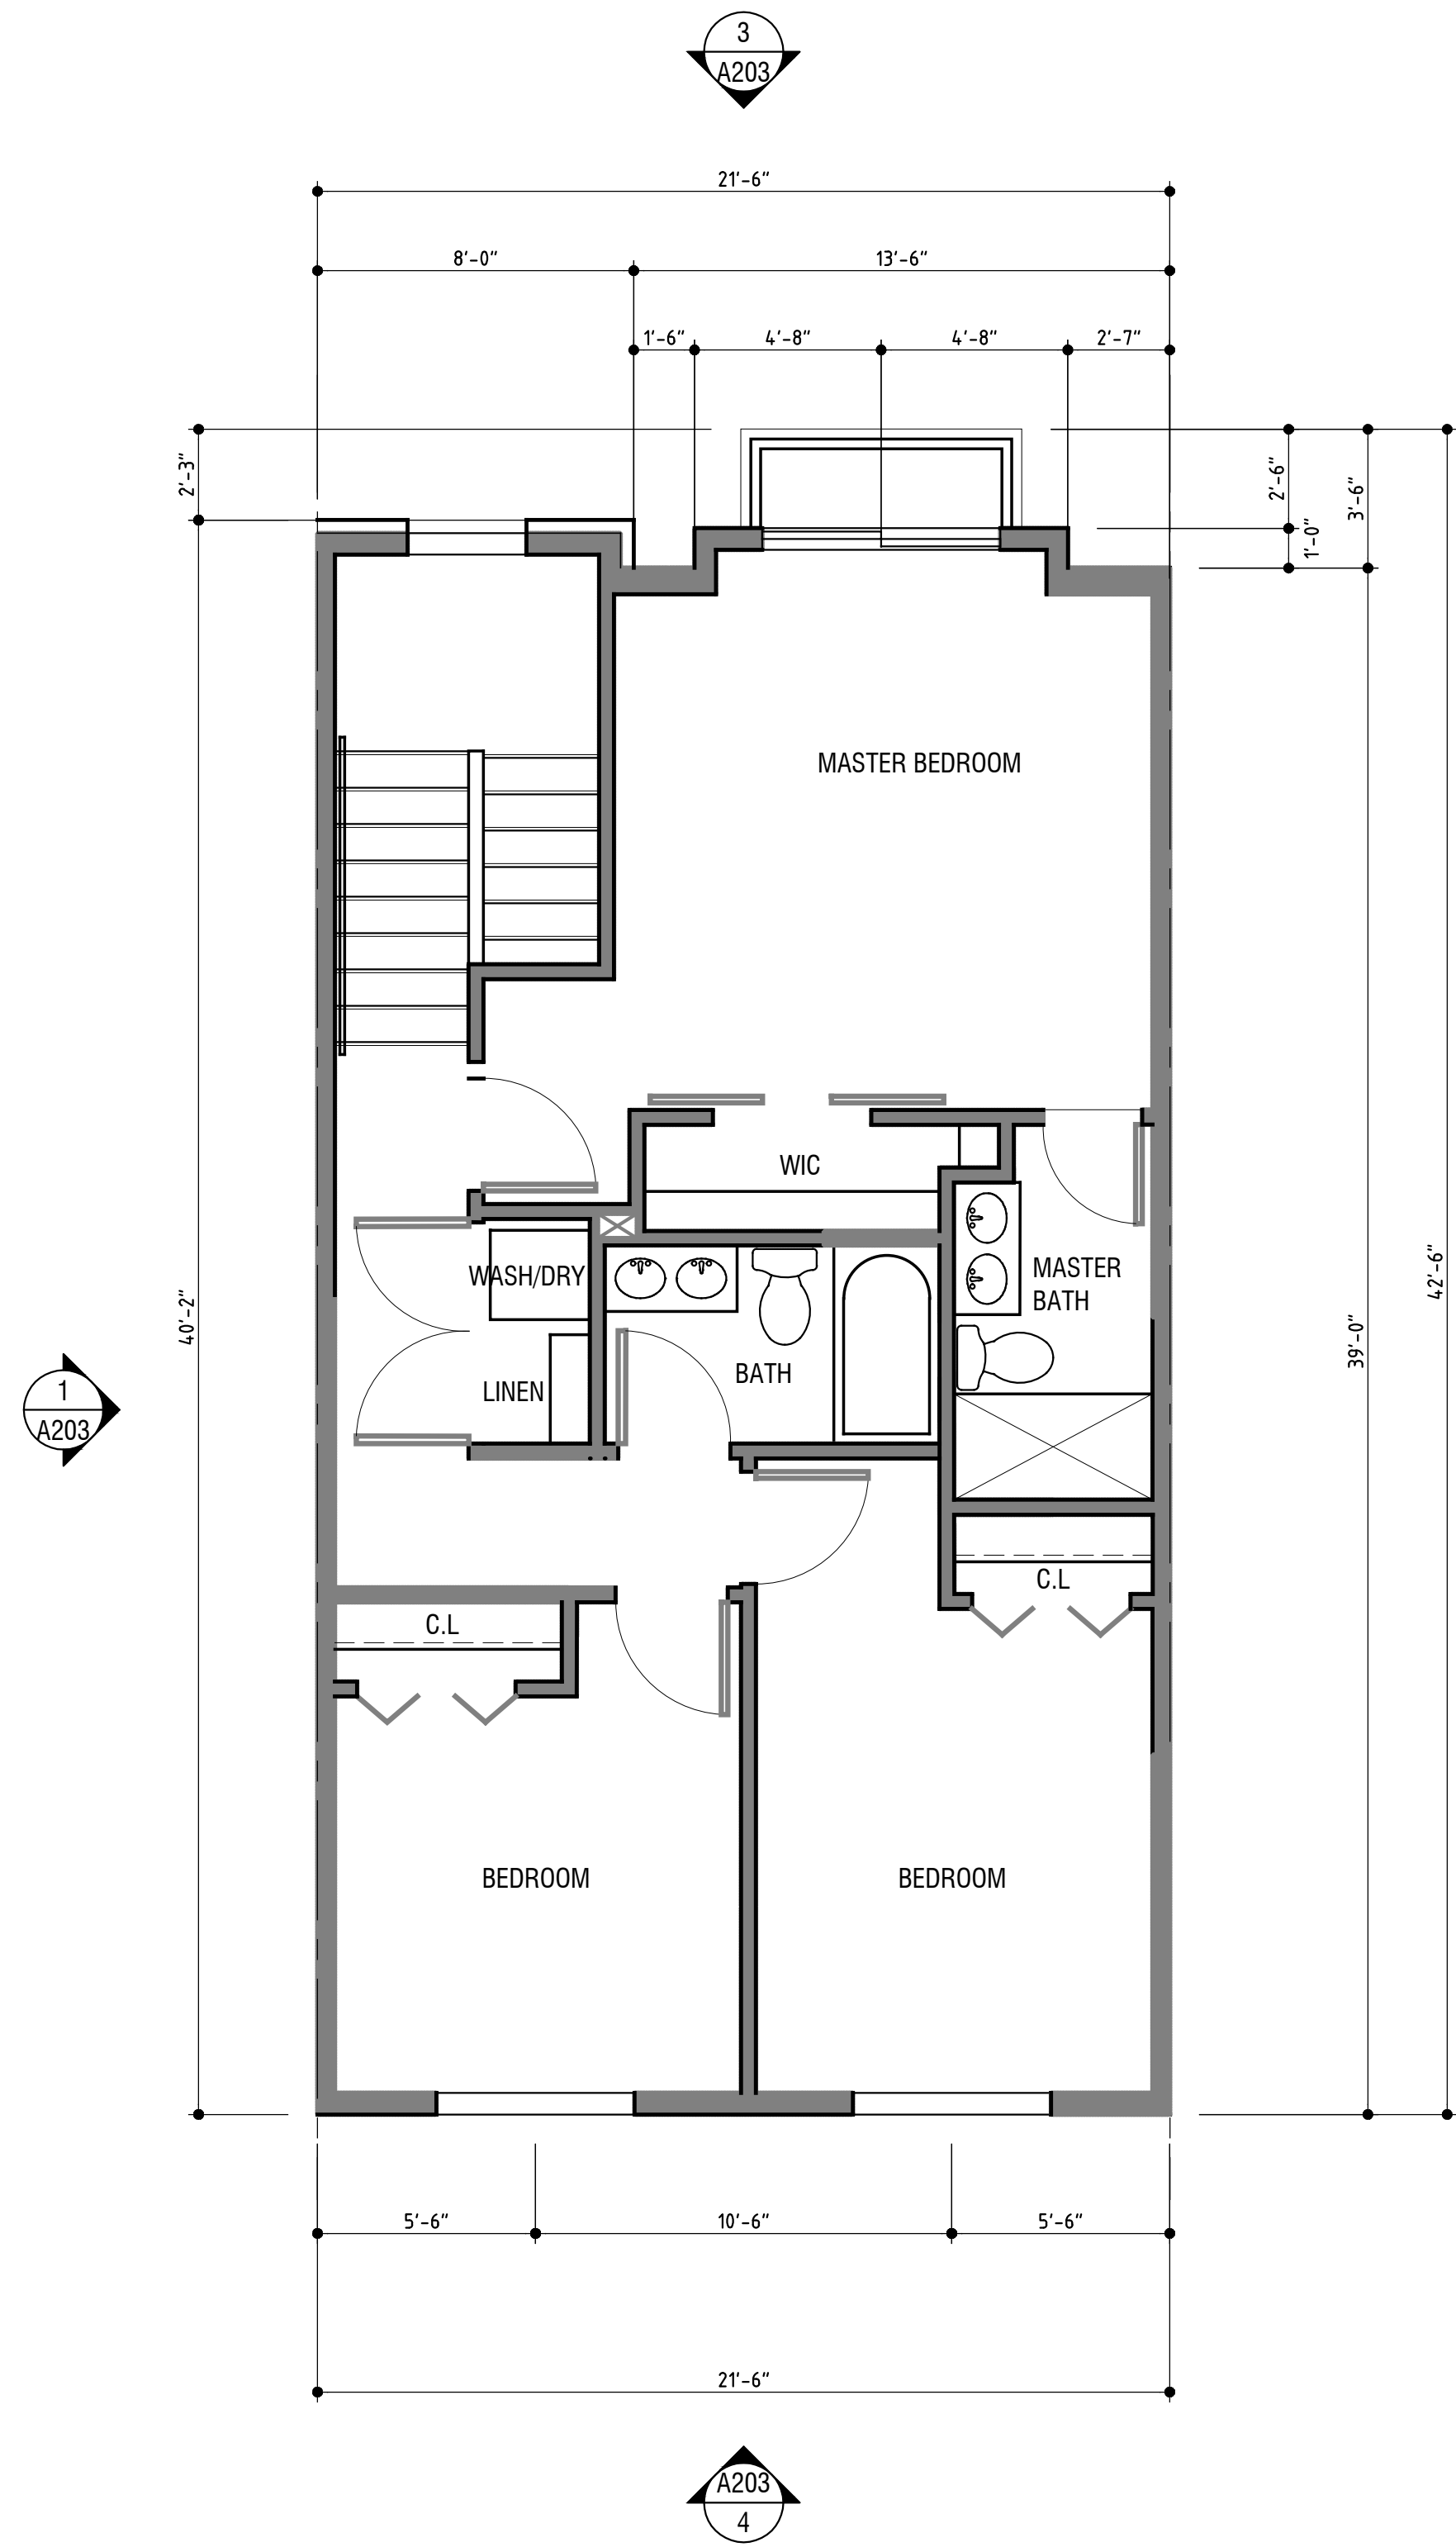 3
A203
21'-6"
8'-0"
13'-6"
1'-6"
4'-8"
4'-8"
2'-7"
2'-3"
2'-6"
3'-6"
1'-0"
MASTER BEDROOM
WIC
WASH/DRY
MASTER
BATH
42'-6"
40'-2"
39'-0"
1
A203
BATH
LINEN
C.L
C.L
BEDROOM
BEDROOM
5'-6"
10'-6"
5'-6"
21'-6"
A203
4